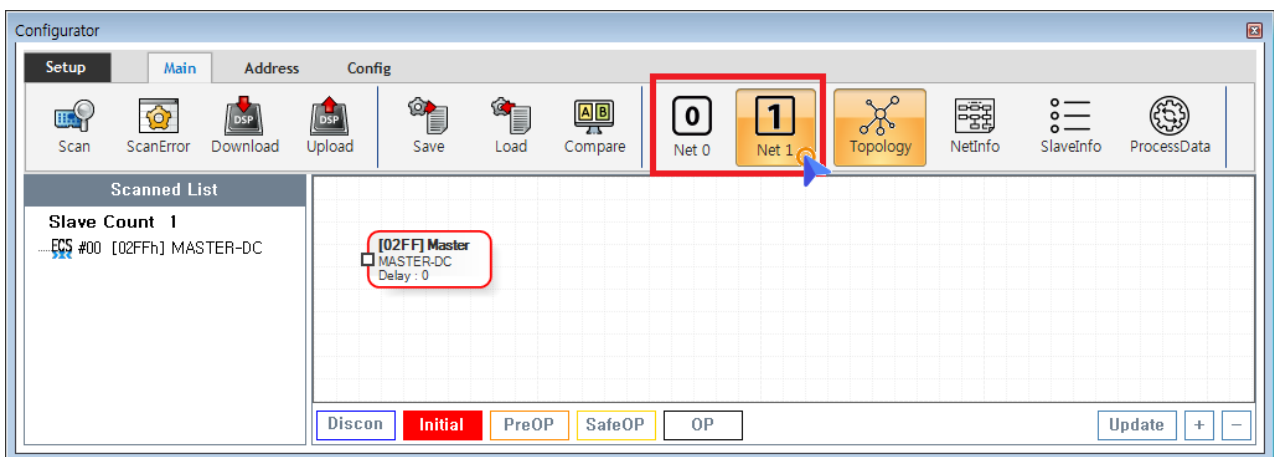 Configurator
Setup Main Address Config
DSP DSP A B 0 1
Scan ScanError Download Upload Save Load Compare Net 0 Net 1 Topology NetInfo SlaveInfo ProcessData
Scanned List
Slave Count 1
ECS #00 [02FFh] MASTER-DC
[02FF] Master
MASTER-DC
Delay : 0
Discon Initial PreOP SafeOP OP Update + −